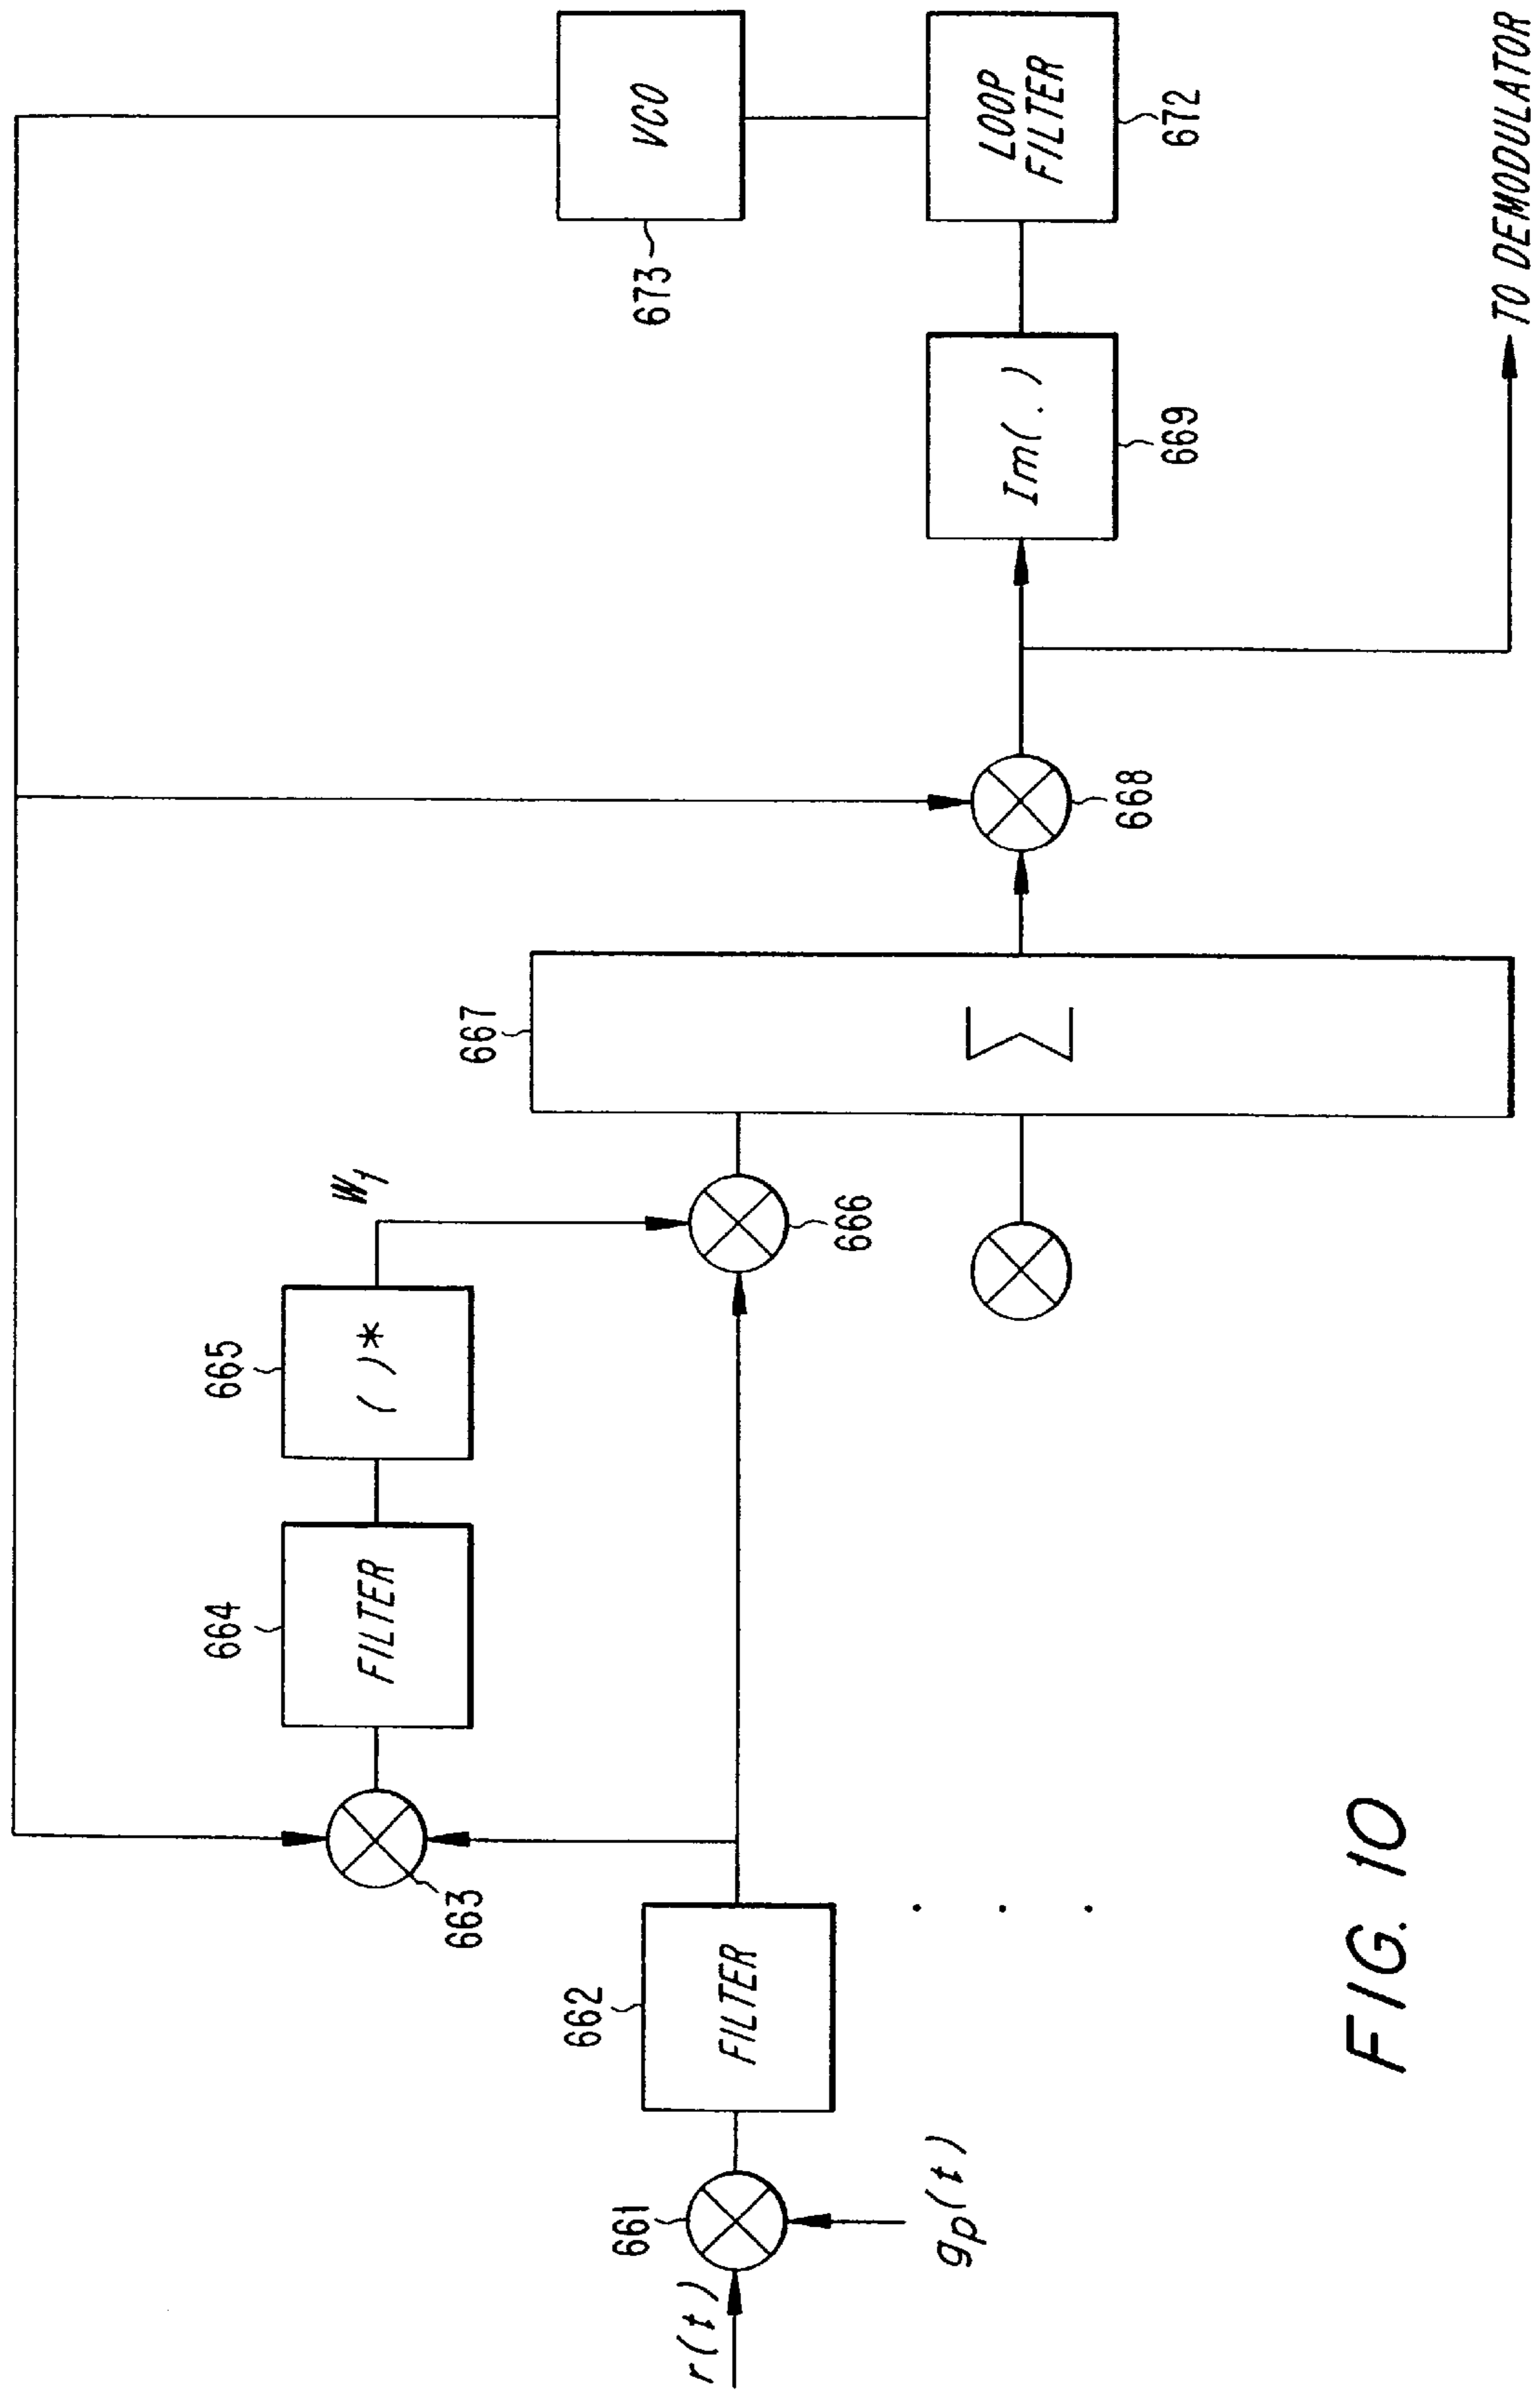 r(t)
661
g_p(t)
662
FILTER
663
664
FILTER
665
( )*
W1
666
667
Σ
668
Im(.)
669
LOOP
FILTER
672
VCO
673
TO DEMODULATOR
FIG. 10